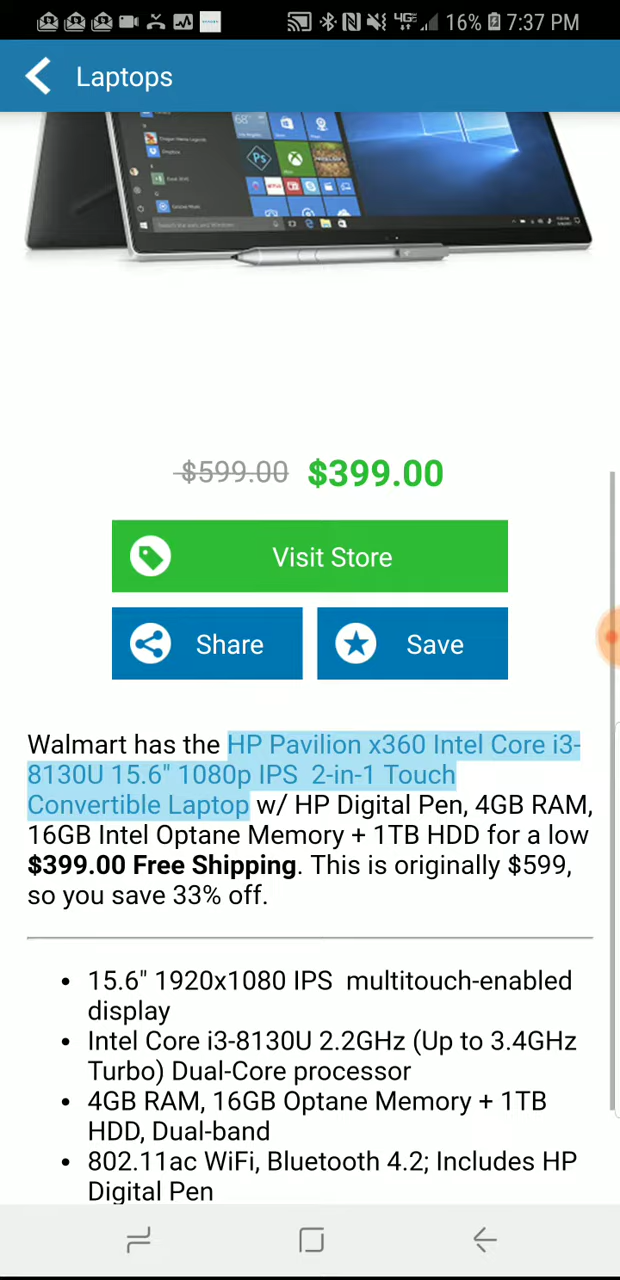 4GE 16% 7:37 PM
Laptops
68°
Ps
$599.00 $399.00
Visit Store
Share Save
Walmart has the HP Pavilion x360 Intel Core i3-
8130U 15.6" 1080p IPS 2-in-1 Touch
Convertible Laptop w/ HP Digital Pen, 4GB RAM,
16GB Intel Optane Memory + 1TB HDD for a low
$399.00 Free Shipping. This is originally $599,
so you save 33% off.
• 15.6" 1920x1080 IPS multitouch-enabled
display
• Intel Core i3-8130U 2.2GHz (Up to 3.4GHz
Turbo) Dual-Core processor
• 4GB RAM, 16GB Optane Memory + 1TB
HDD, Dual-band
• 802.11ac WiFi, Bluetooth 4.2; Includes HP
Digital Pen